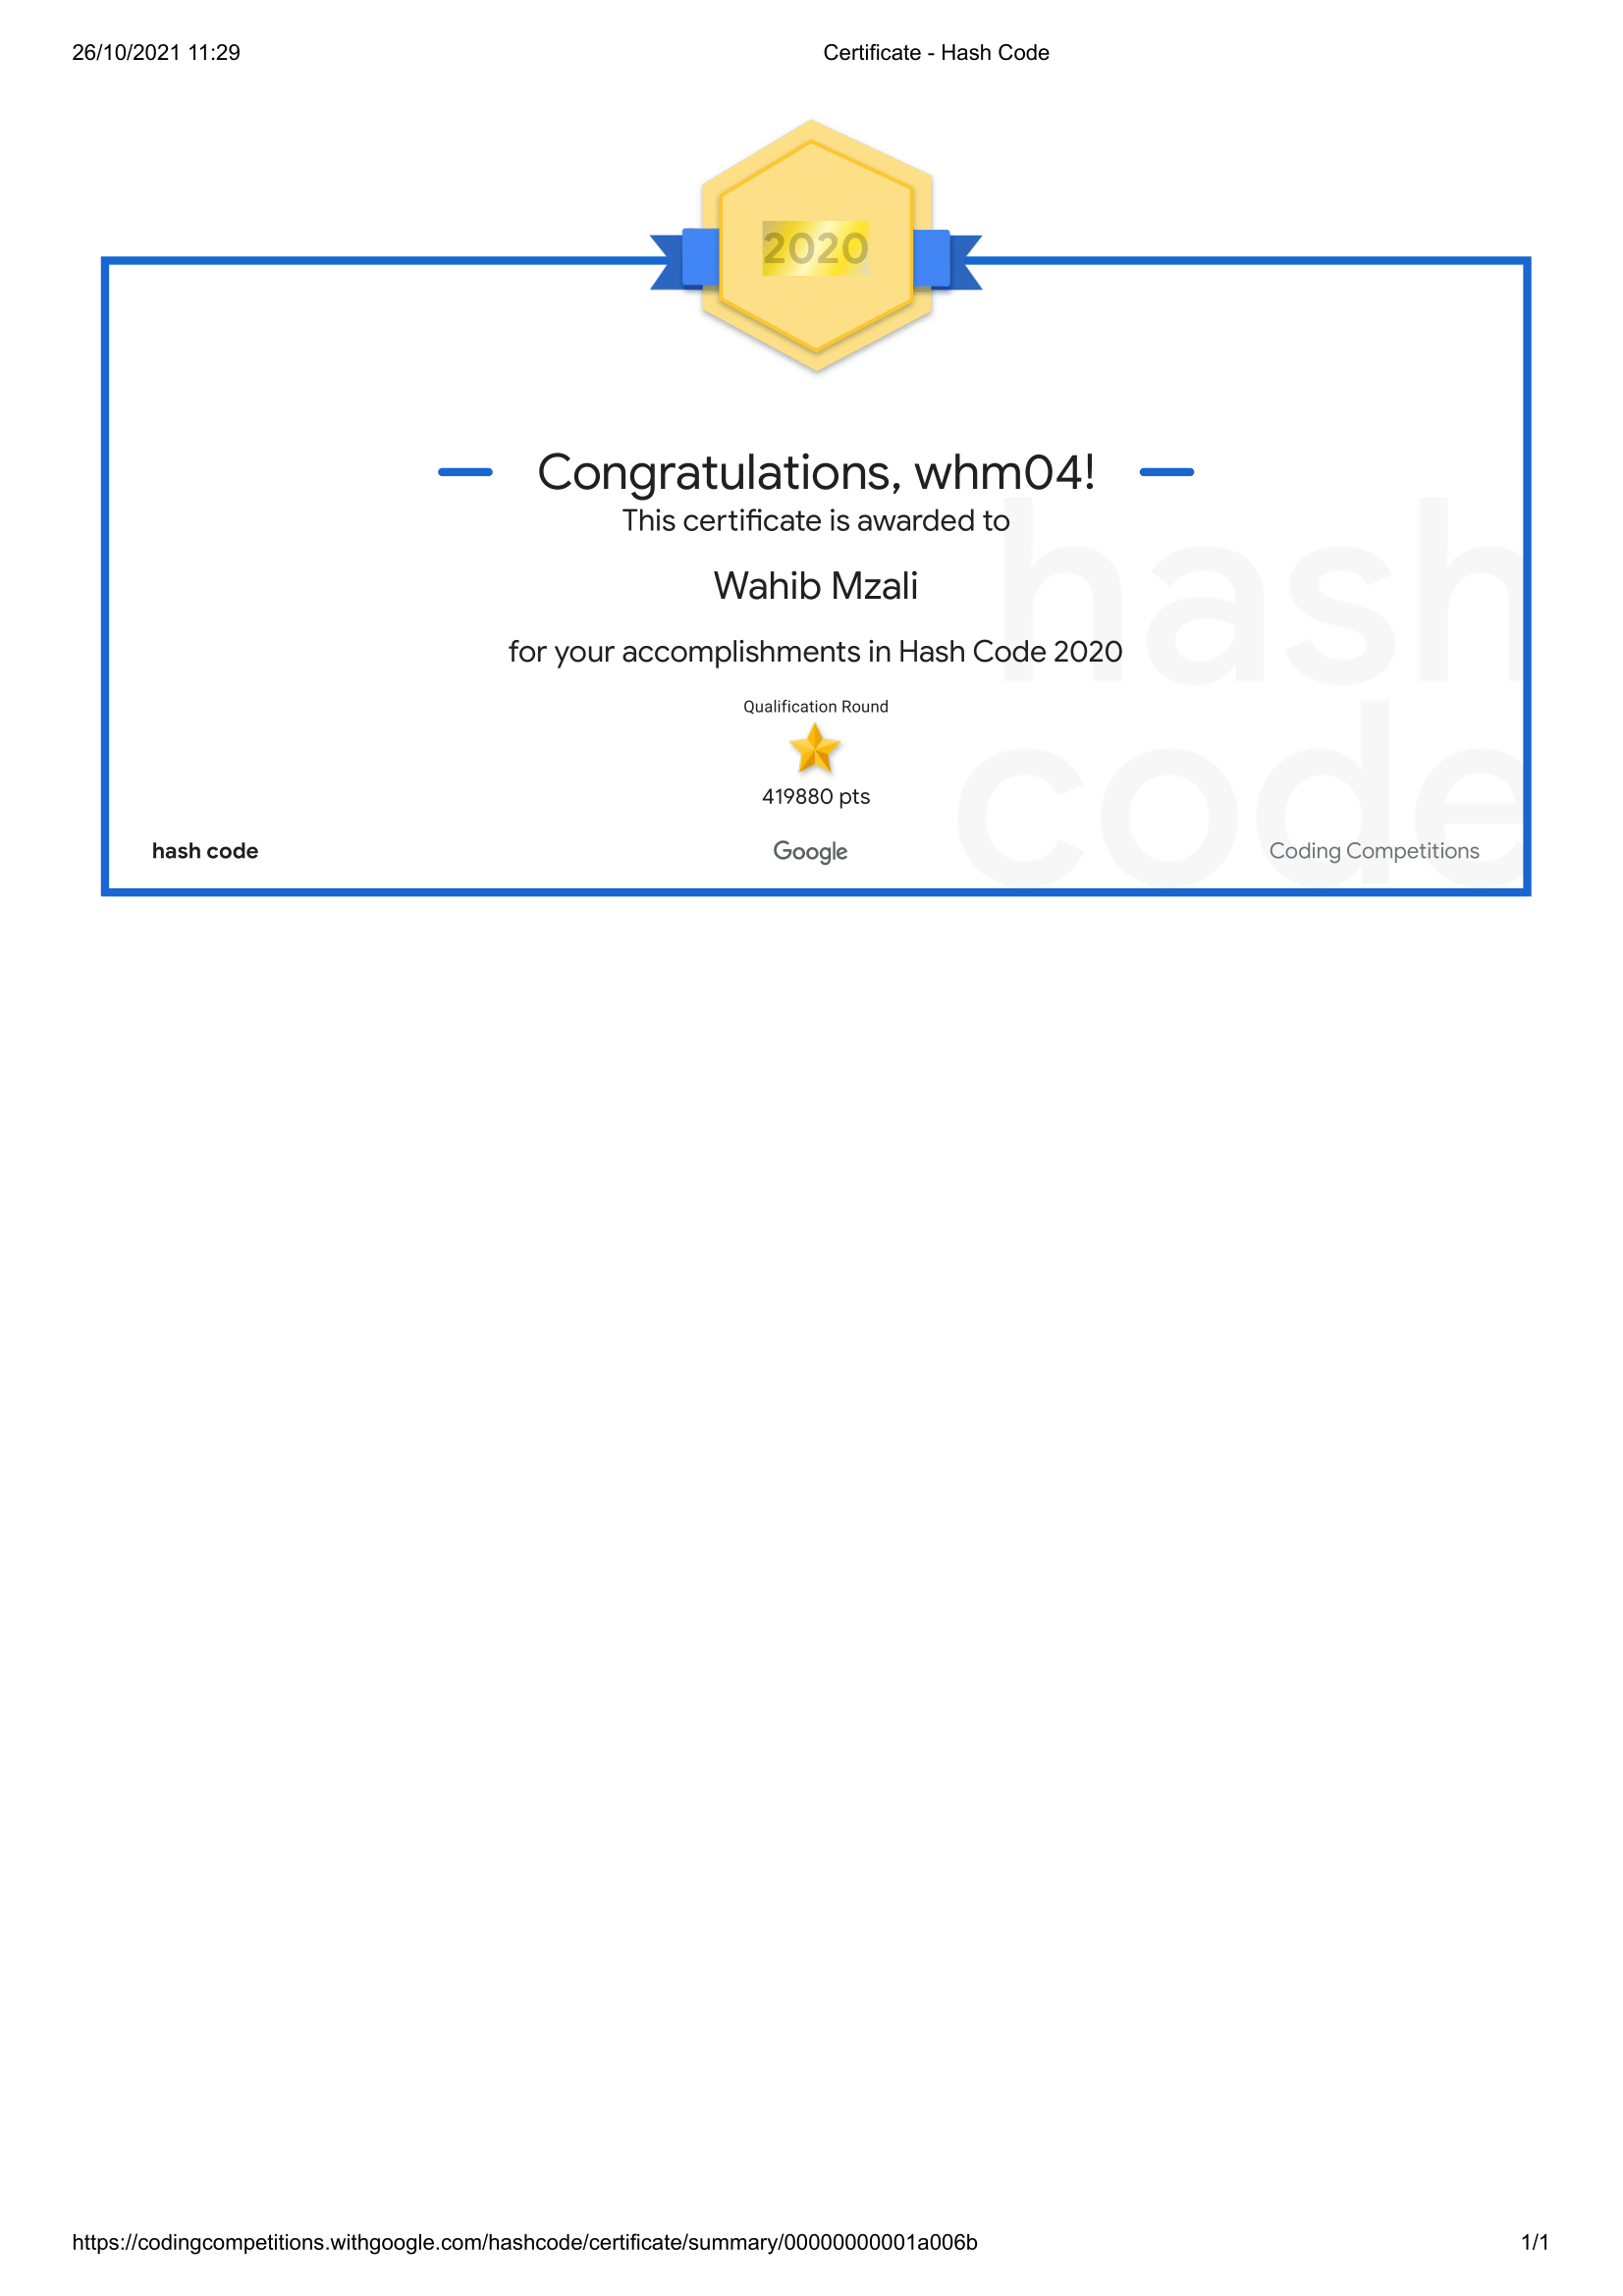 26/10/2021 11:29 Certificate - Hash Code
2020
Congratulations, whm04!
This certificate is awarded to
Wahib Mzali
for your accomplishments in Hash Code 2020
Qualification Round
419880 pts
hash
code
hash code Google Coding Competitions
https://codingcompetitions.withgoogle.com/hashcode/certificate/summary/00000000001a006b 1/1